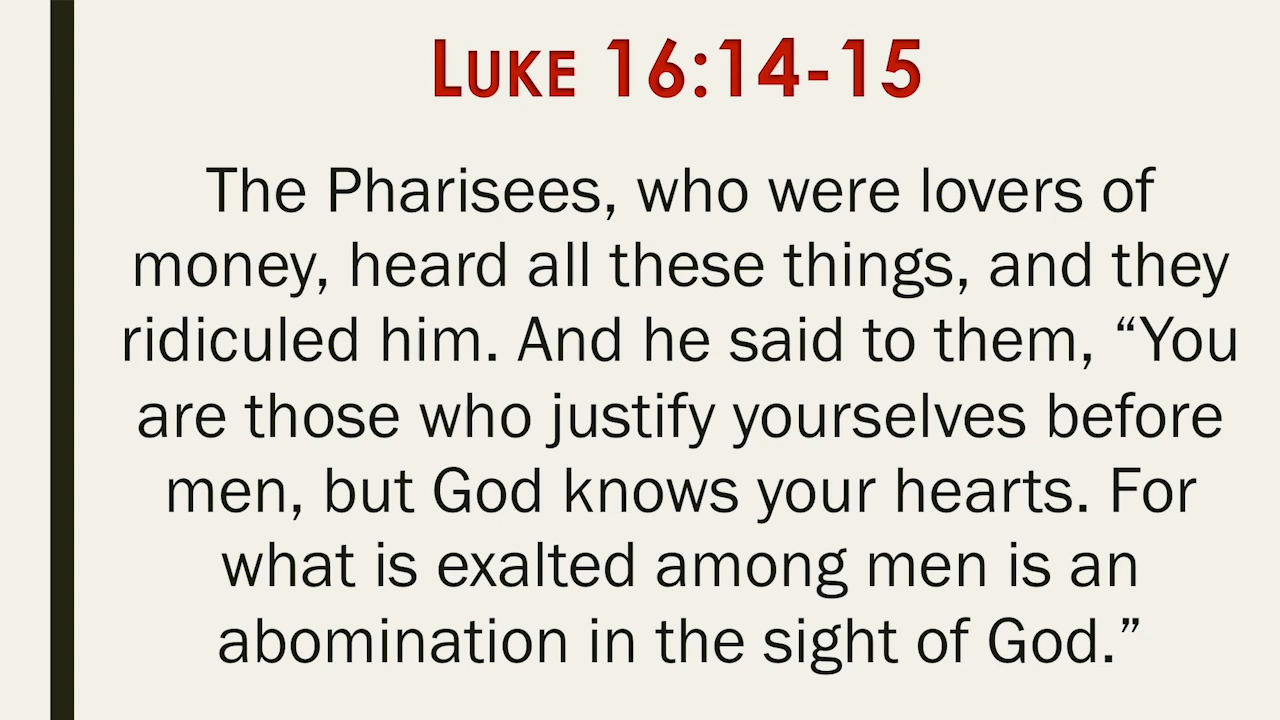 LUKE 16:14-15
The Pharisees, who were lovers of
money, heard all these things, and they
ridiculed him. And he said to them, “You
are those who justify yourselves before
men, but God knows your hearts. For
what is exalted among men is an
abomination in the sight of God.”